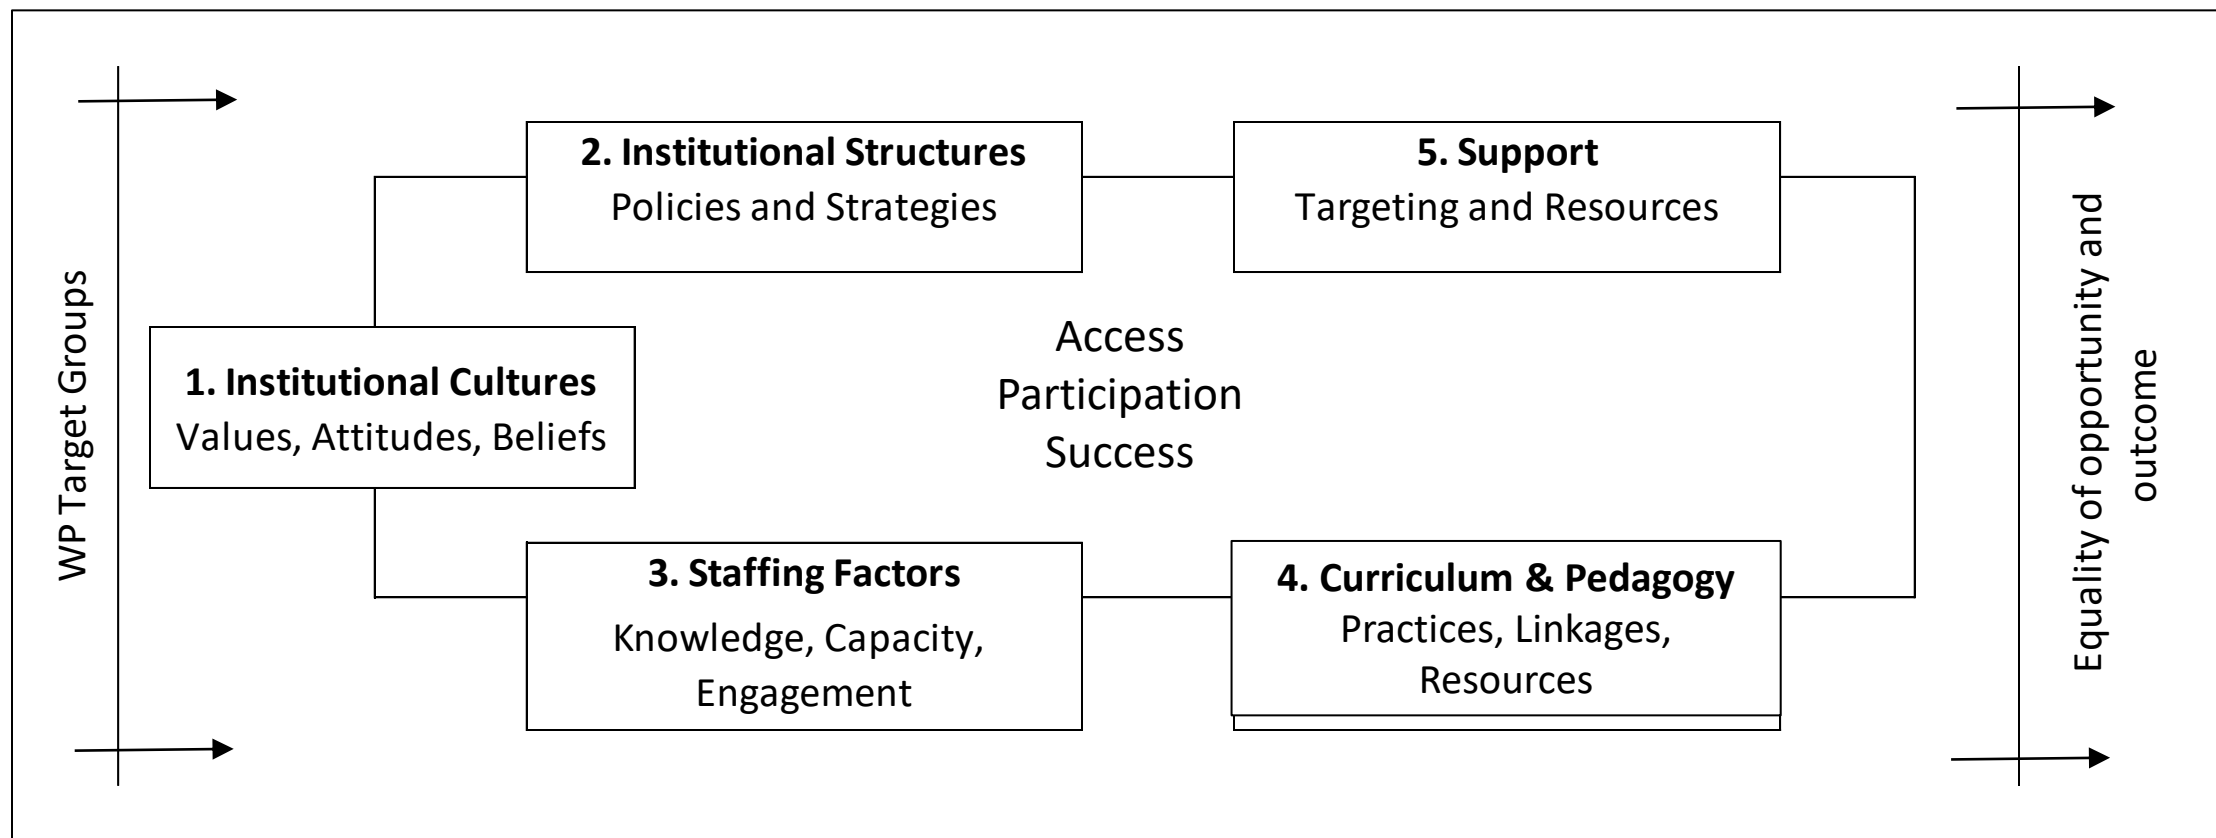 WP Target Groups
1. Institutional Cultures
Values, Attitudes, Beliefs
2. Institutional Structures
Policies and Strategies
3. Staffing Factors
Knowledge, Capacity,
Engagement
Access
Participation
Success
5. Support
Targeting and Resources
4. Curriculum & Pedagogy
Practices, Linkages,
Resources
Equality of opportunity and
outcome